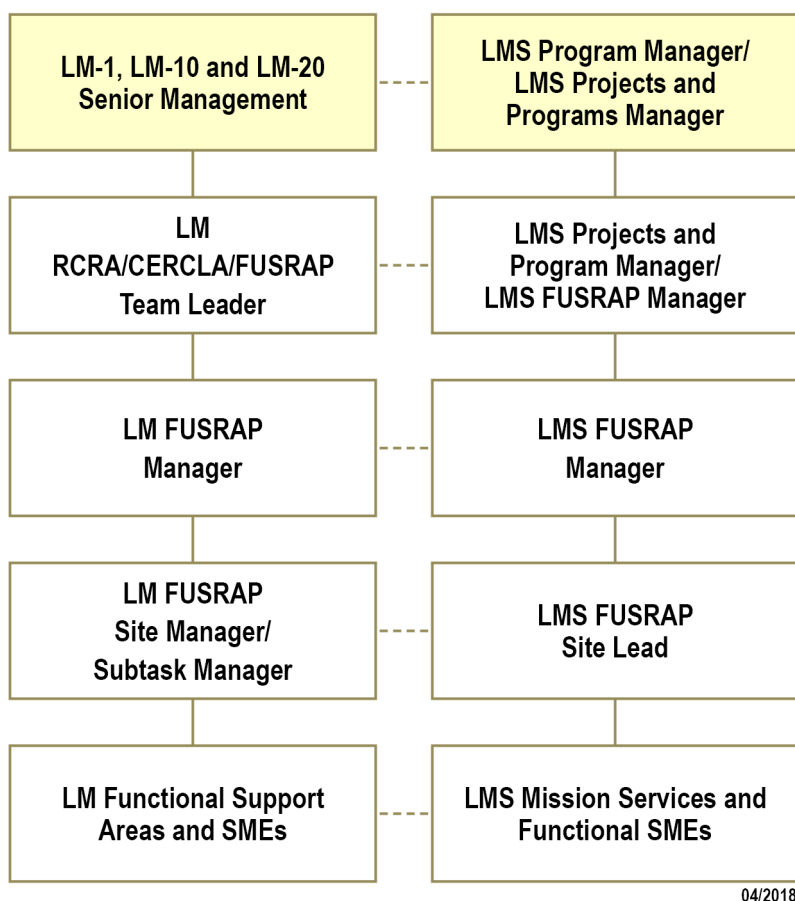 LM-1, LM-10 and LM-20
Senior Management
LMS Program Manager/
LMS Projects and
Programs Manager
LM
RCRA/CERCLA/FUSRAP
Team Leader
LMS Projects and
Program Manager/
LMS FUSRAP Manager
LM FUSRAP
Manager
LMS FUSRAP
Manager
LM FUSRAP
Site Manager/
Subtask Manager
LMS FUSRAP
Site Lead
LM Functional Support
Areas and SMEs
LMS Mission Services and
Functional SMEs
04/2018